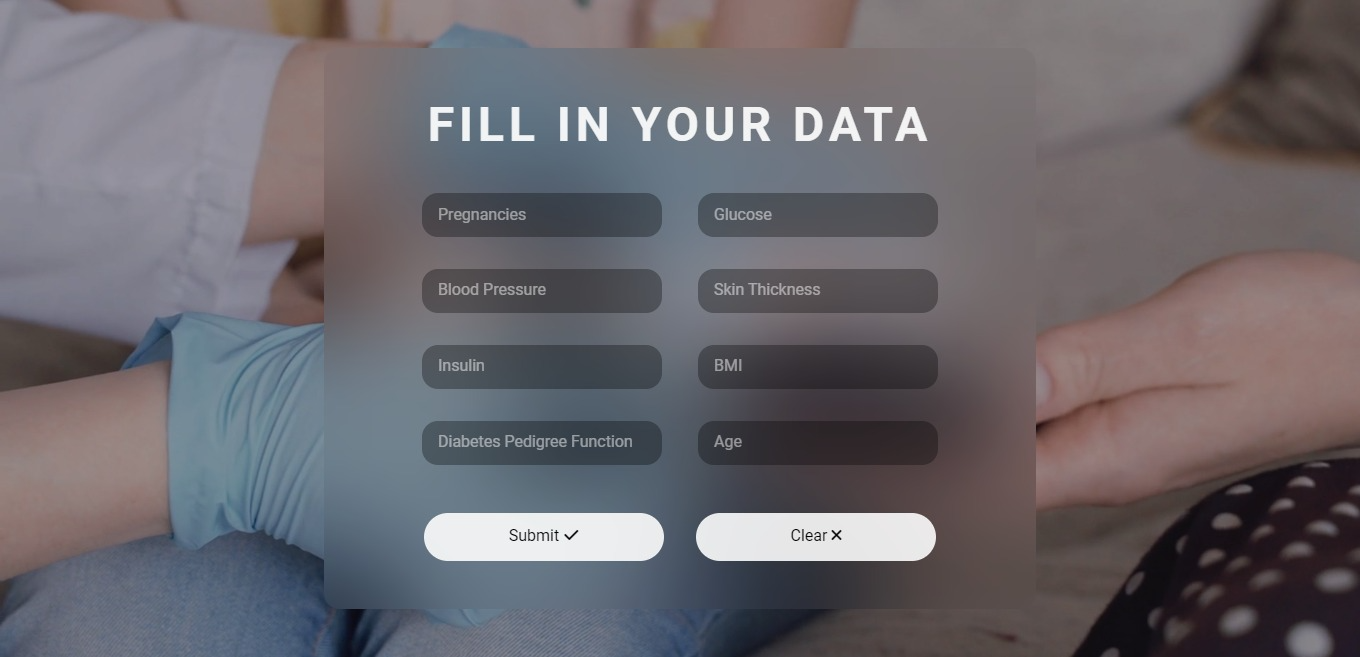 FILL IN YOUR DATA
Pregnancies
Glucose
Blood Pressure
Skin Thickness
Insulin
BMI
Diabetes Pedigree Function
Age
Submit
Clear